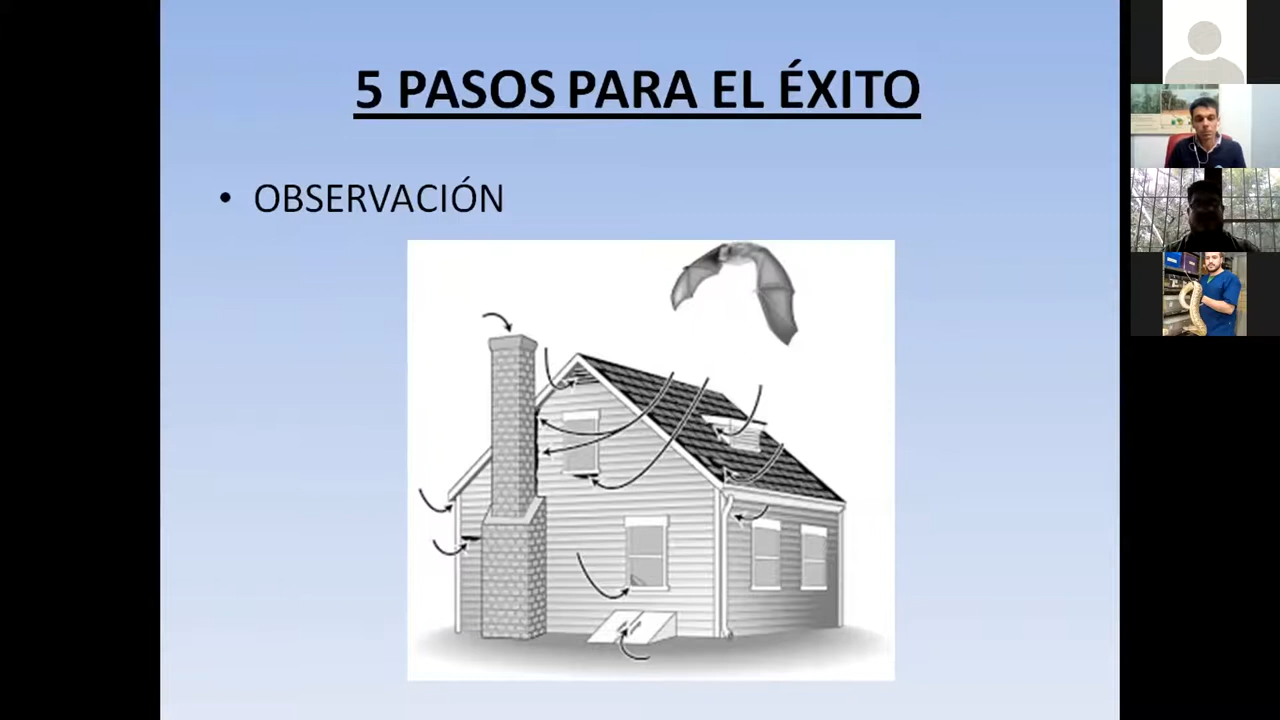 5 PASOS PARA EL ÉXITO
• OBSERVACIÓN